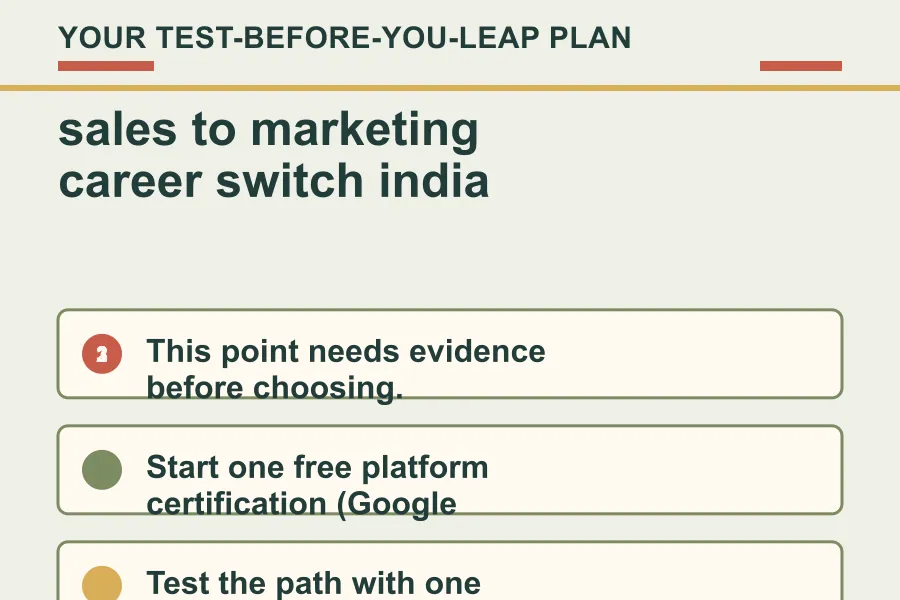 YOUR TEST-BEFORE-YOU-LEAP PLAN
sales to marketing
career switch india
This point needs evidence
before choosing.
Start one free platform
certification (Google
Test the path with one